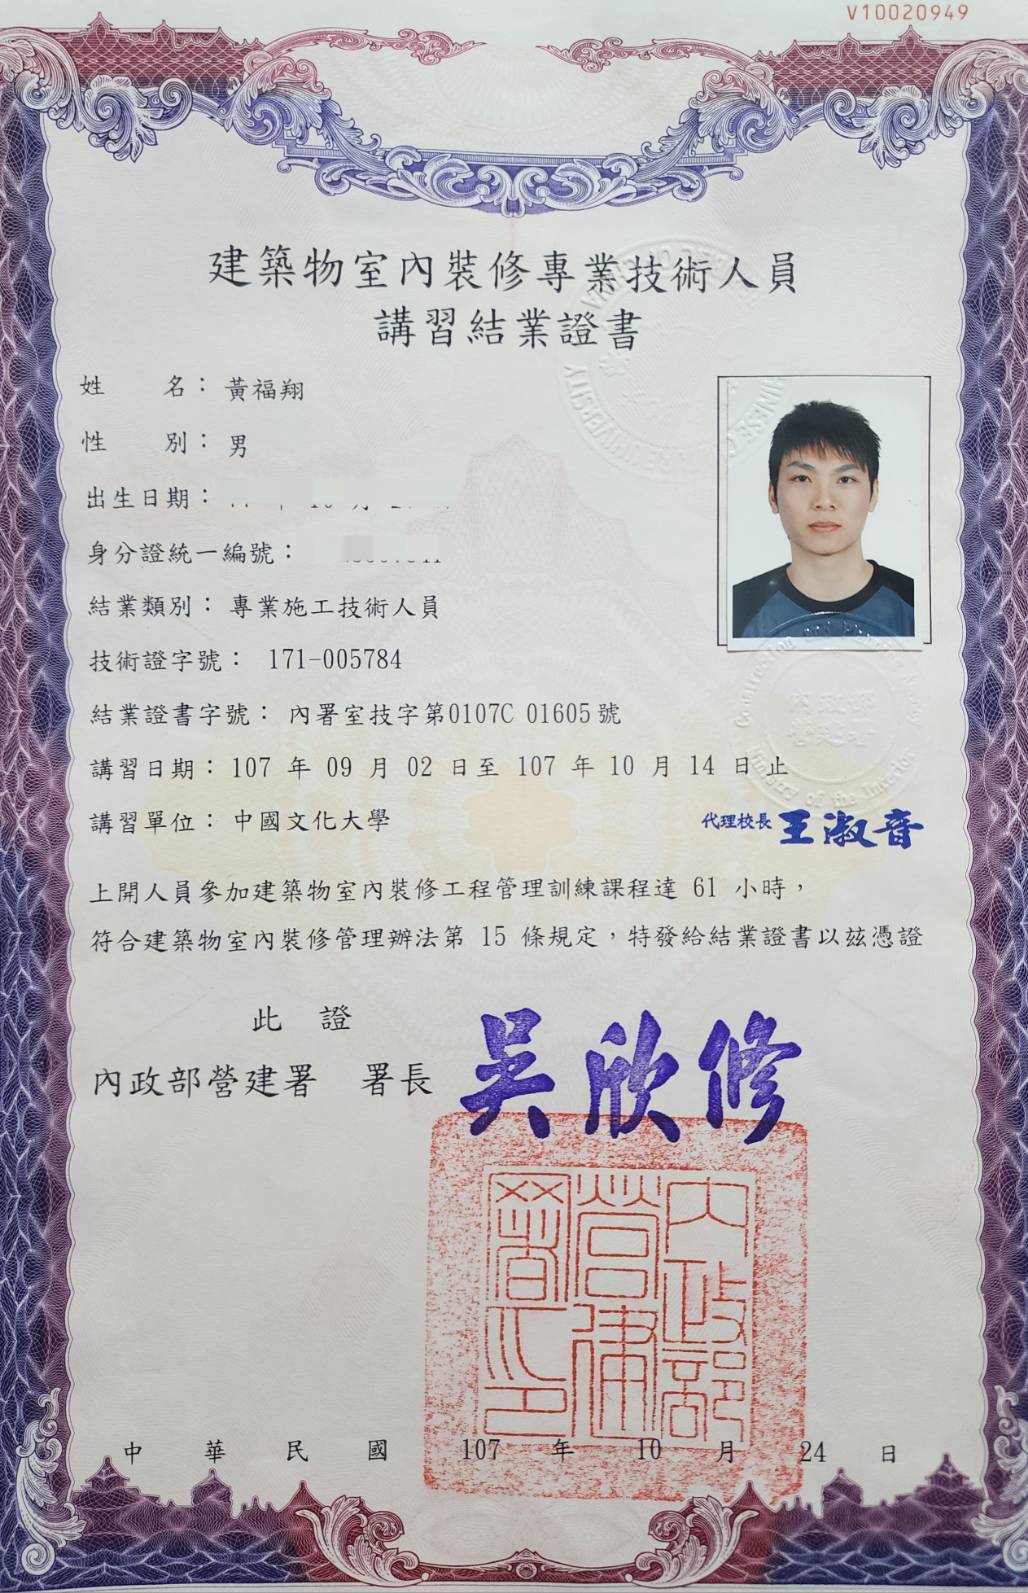 V10020949
建築物室內裝修專業技術人員
講習結業證書
姓　　名：黃福翔
性　　別：男
出生日期：
身分證統一編號：
結業類別：專業施工技術人員
技術證字號： 171-005784
結業證書字號： 內署室技字第0107C 01605號
講習日期：107 年 09 月 02 日至 107 年 10 月 14 日止
講習單位：中國文化大學
代理校長 王淑音
上開人員參加建築物室內裝修工程管理訓練課程達 61 小時，
符合建築物室內裝修管理辦法第 15 條規定，特發給結業證書以茲憑證
此　證
內政部營建署　署長 吳欣修
內政部營建署印
中　華　民　國　107　年　10　月　24　日